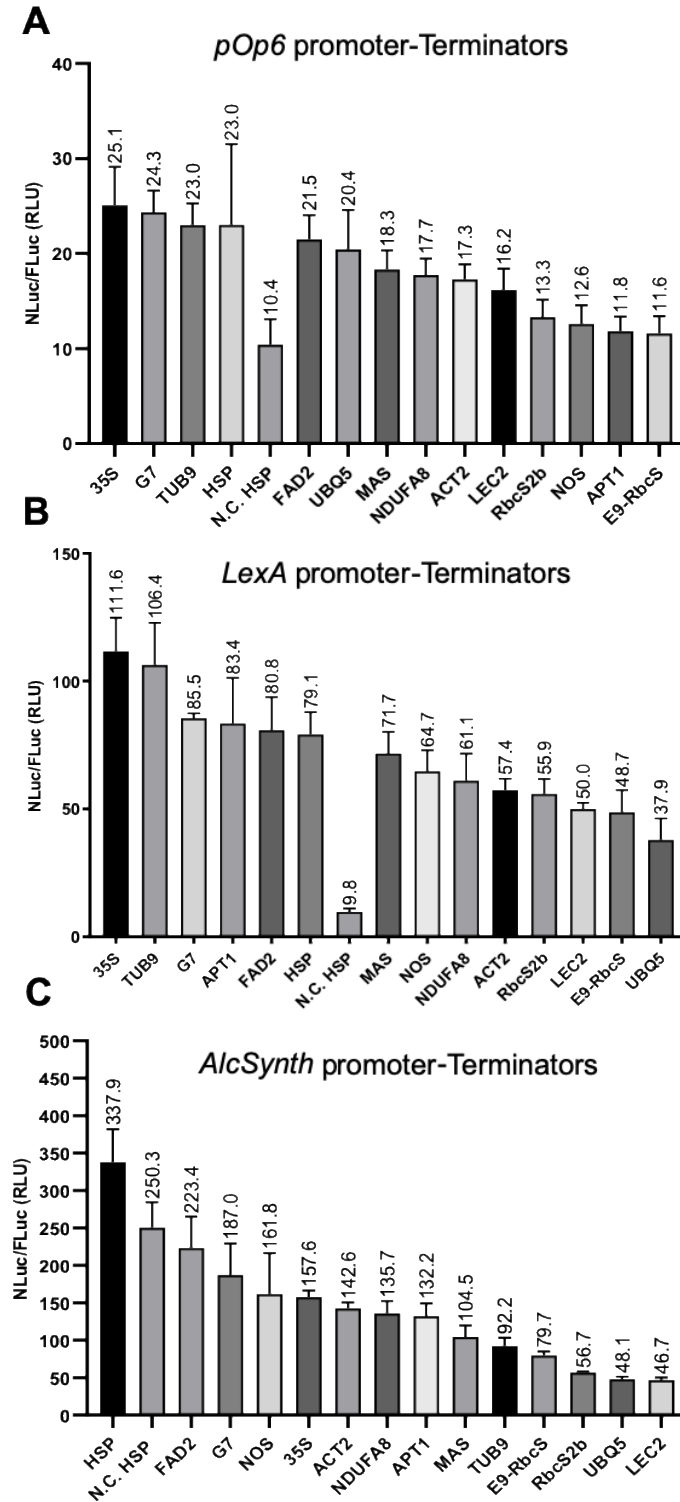 A
pOp6 promoter-Terminators
NLuc/FLuc (RLU)
40
30
20
10
0
25.1
24.3
23.0
23.0
10.4
21.5
20.4
18.3
17.7
17.3
16.2
13.3
12.6
11.8
11.6
35S
G7
TUB9
HSP
N.C. HSP
FAD2
UBQ5
MAS
NDUFA8
ACT2
LEC2
RbcS2b
NOS
APT1
E9-RbcS
B
LexA promoter-Terminators
NLuc/FLuc (RLU)
150
100
50
0
111.6
106.4
85.5
83.4
80.8
79.1
9.8
71.7
64.7
61.1
57.4
55.9
50.0
48.7
37.9
35S
TUB9
G7
APT1
FAD2
HSP
N.C. HSP
MAS
NOS
NDUFA8
ACT2
RbcS2b
LEC2
E9-RbcS
UBQ5
C
AlcSynth promoter-Terminators
NLuc/FLuc (RLU)
500
450
400
350
300
250
200
150
100
50
0
337.9
250.3
223.4
187.0
161.8
157.6
142.6
135.7
132.2
104.5
92.2
79.7
56.7
48.1
46.7
HSP
N.C. HSP
FAD2
G7
NOS
35S
ACT2
NDUFA8
APT1
MAS
TUB9
E9-RbcS
RbcS2b
UBQ5
LEC2